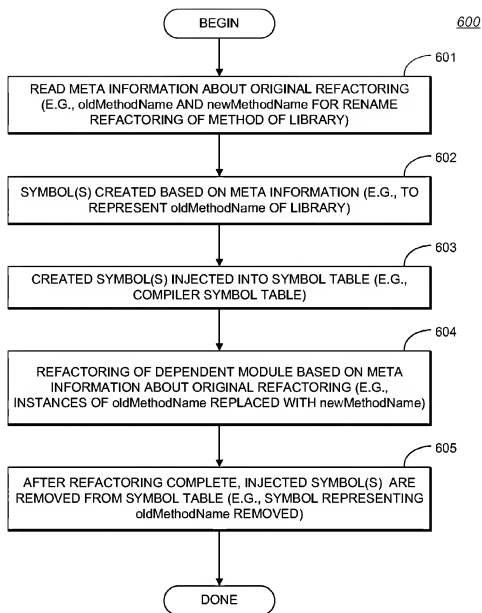 BEGIN
600
601
READ META INFORMATION ABOUT ORIGINAL REFACTORING
(E.G., oldMethodName AND newMethodName FOR RENAME
REFACTORING OF METHOD OF LIBRARY)
602
SYMBOL(S) CREATED BASED ON META INFORMATION (E.G., TO
REPRESENT oldMethodName OF LIBRARY)
603
CREATED SYMBOL(S) INJECTED INTO SYMBOL TABLE (E.G.,
COMPILER SYMBOL TABLE)
604
REFACTORING OF DEPENDENT MODULE BASED ON META
INFORMATION ABOUT ORIGINAL REFACTORING (E.G.,
INSTANCES OF oldMethodName REPLACED WITH newMethodName)
605
AFTER REFACTORING COMPLETE, INJECTED SYMBOL(S) ARE
REMOVED FROM SYMBOL TABLE (E.G., SYMBOL REPRESENTING
oldMethodName REMOVED)
DONE